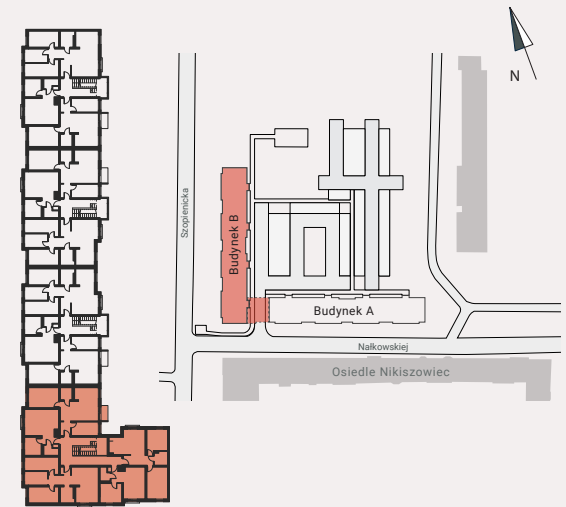 N
Szopienicka
Budynek B
Budynek A
Nałkowskiej
Osiedle Nikiszowiec